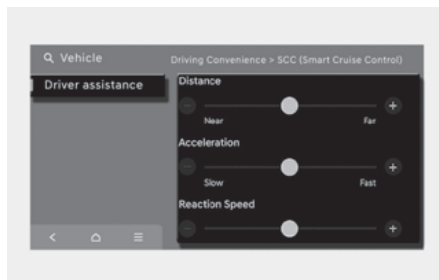 Vehicle
Driving Convenience > SCC (Smart Cruise Control)
Driver assistance
Distance
Near Far
Acceleration
Slow Fast
Reaction Speed